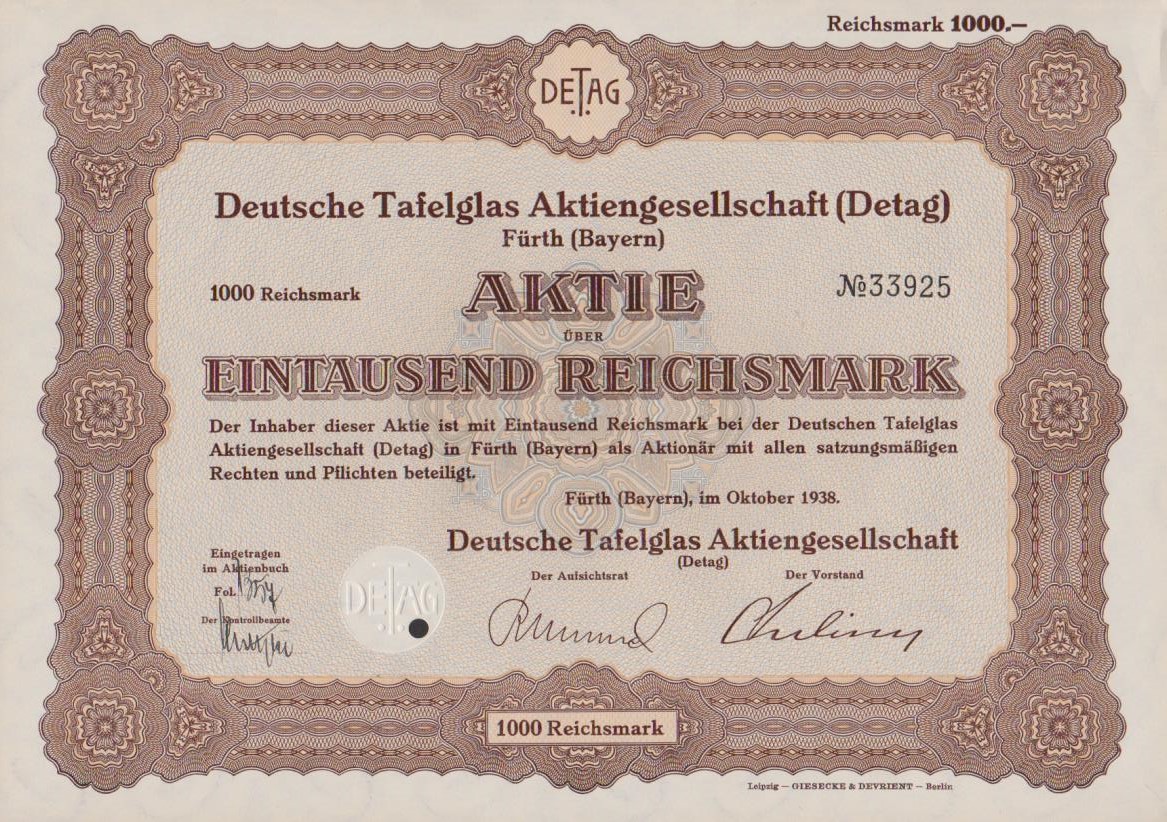 Reichsmark 1000.—
DETAG
Deutsche Tafelglas Aktiengesellschaft (Detag)
Fürth (Bayern)
1000 Reichsmark
AKTIE
№ 33925
ÜBER
EINTAUSEND REICHSMARK
Der Inhaber dieser Aktie ist mit Eintausend Reichsmark bei der Deutschen Tafelglas
Aktiengesellschaft (Detag) in Fürth (Bayern) als Aktionär mit allen satzungsmäßigen
Rechten und Pflichten beteiligt.
Fürth (Bayern), im Oktober 1938.
Deutsche Tafelglas Aktiengesellschaft
(Detag)
Der Aufsichtsrat
Der Vorstand
Eingetragen
im Aktienbuch
Fol.
Der Kontrollbeamte
DETAG
1000 Reichsmark
Leipzig — GIESECKE & DEVRIENT — Berlin